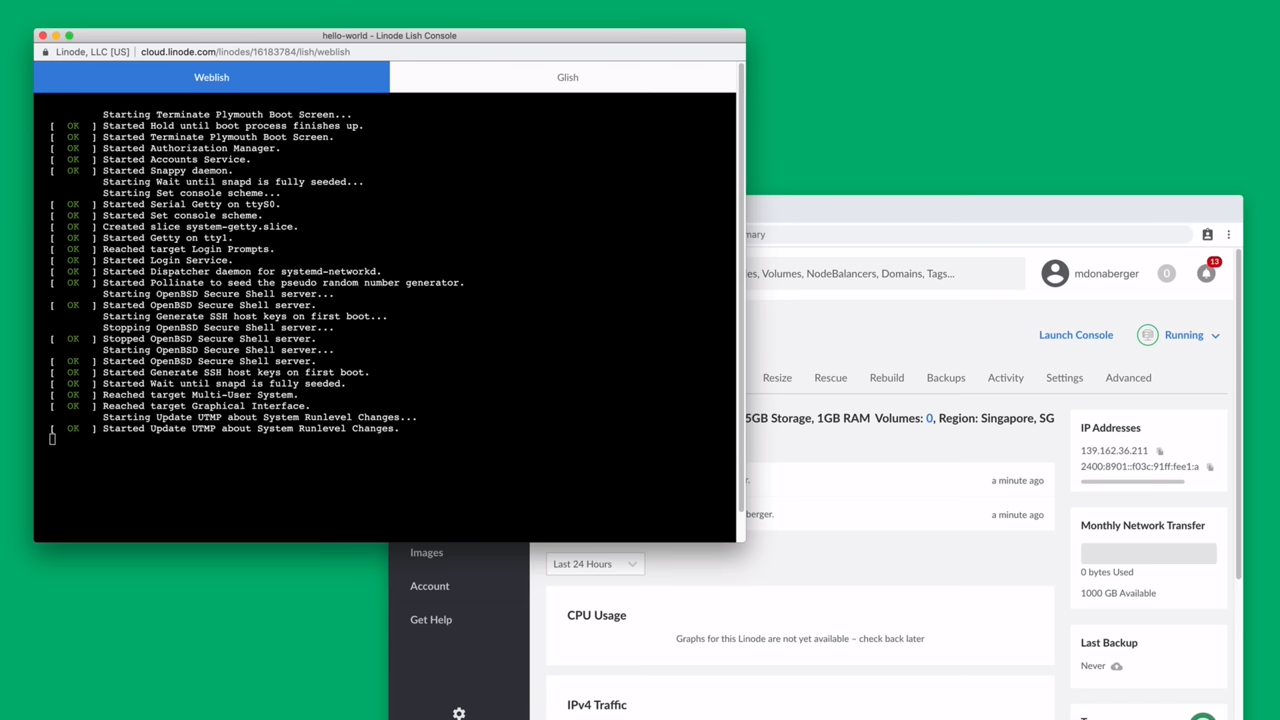 hello-world - Linode Lish Console
Linode, LLC [US] | cloud.linode.com/linodes/16183784/lish/weblish
Weblish
Glish
Starting Terminate Plymouth Boot Screen...
[ OK ] Started Hold until boot process finishes up.
[ OK ] Started Terminate Plymouth Boot Screen.
[ OK ] Started Authorization Manager.
[ OK ] Started Accounts Service.
[ OK ] Started Snappy daemon.
Starting Wait until snapd is fully seeded...
Starting Set console scheme...
[ OK ] Started Serial Getty on ttyS0.
[ OK ] Started Set console scheme.
[ OK ] Created slice system-getty.slice.
[ OK ] Started Getty on tty1.
[ OK ] Reached target Login Prompts.
[ OK ] Started Login Service.
[ OK ] Started Dispatcher daemon for systemd-networkd.
[ OK ] Started Pollinate to seed the pseudo random number generator.
Starting OpenBSD Secure Shell server...
[ OK ] Started OpenBSD Secure Shell server.
Starting Generate SSH host keys on first boot...
Stopping OpenBSD Secure Shell server...
[ OK ] Stopped OpenBSD Secure Shell server.
Starting OpenBSD Secure Shell server...
[ OK ] Started OpenBSD Secure Shell server.
[ OK ] Started Generate SSH host keys on first boot.
[ OK ] Started Wait until snapd is fully seeded.
[ OK ] Reached target Multi-User System.
[ OK ] Reached target Graphical Interface.
Starting Update UTMP about System Runlevel Changes...
[ OK ] Started Update UTMP about System Runlevel Changes.
mary
es, Volumes, NodeBalancers, Domains, Tags...
mdonaberger
0
13
Launch Console
Running
Resize Rescue Rebuild Backups Activity Settings Advanced
5GB Storage, 1GB RAM Volumes: 0, Region: Singapore, SG
r. a minute ago
berger. a minute ago
IP Addresses
139.162.36.211
2400:8901::f03c:91ff:fee1:a
Monthly Network Transfer
0 bytes Used
1000 GB Available
Last Backup
Never
Images
Account
Get Help
Last 24 Hours
CPU Usage
Graphs for this Linode are not yet available – check back later
IPv4 Traffic